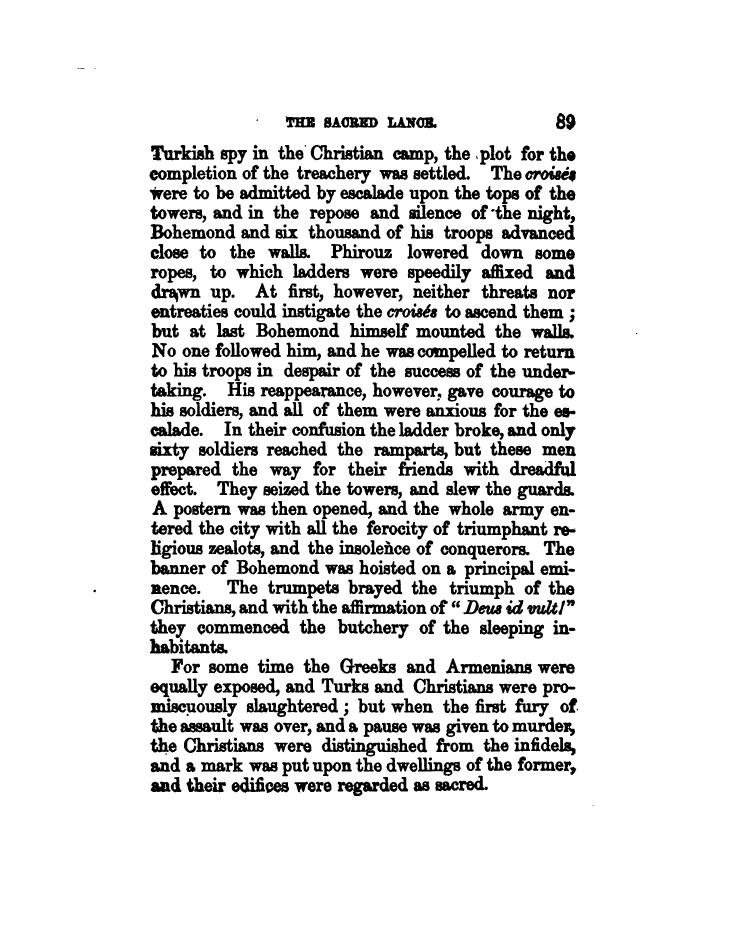 THE SACRED LANCE. 89
Turkish spy in the Christian camp, the plot for the
completion of the treachery was settled. The croisés
were to be admitted by escalade upon the tops of the
towers, and in the repose and silence of the night,
Bohemond and six thousand of his troops advanced
close to the walls. Phirouz lowered down some
ropes, to which ladders were speedily affixed and
drawn up. At first, however, neither threats nor
entreaties could instigate the croisés to ascend them ;
but at last Bohemond himself mounted the walls.
No one followed him, and he was compelled to return
to his troops in despair of the success of the under-
taking. His reappearance, however, gave courage to
his soldiers, and all of them were anxious for the es-
calade. In their confusion the ladder broke, and only
sixty soldiers reached the ramparts, but these men
prepared the way for their friends with dreadful
effect. They seized the towers, and slew the guards.
A postern was then opened, and the whole army en-
tered the city with all the ferocity of triumphant re-
ligious zealots, and the insolence of conquerors. The
banner of Bohemond was hoisted on a principal emi-
nence. The trumpets brayed the triumph of the
Christians, and with the affirmation of " Deus id vult!"
they commenced the butchery of the sleeping in-
habitants.
For some time the Greeks and Armenians were
equally exposed, and Turks and Christians were pro-
miscuously slaughtered ; but when the first fury of
the assault was over, and a pause was given to murder,
the Christians were distinguished from the infidels,
and a mark was put upon the dwellings of the former,
and their edifices were regarded as sacred.